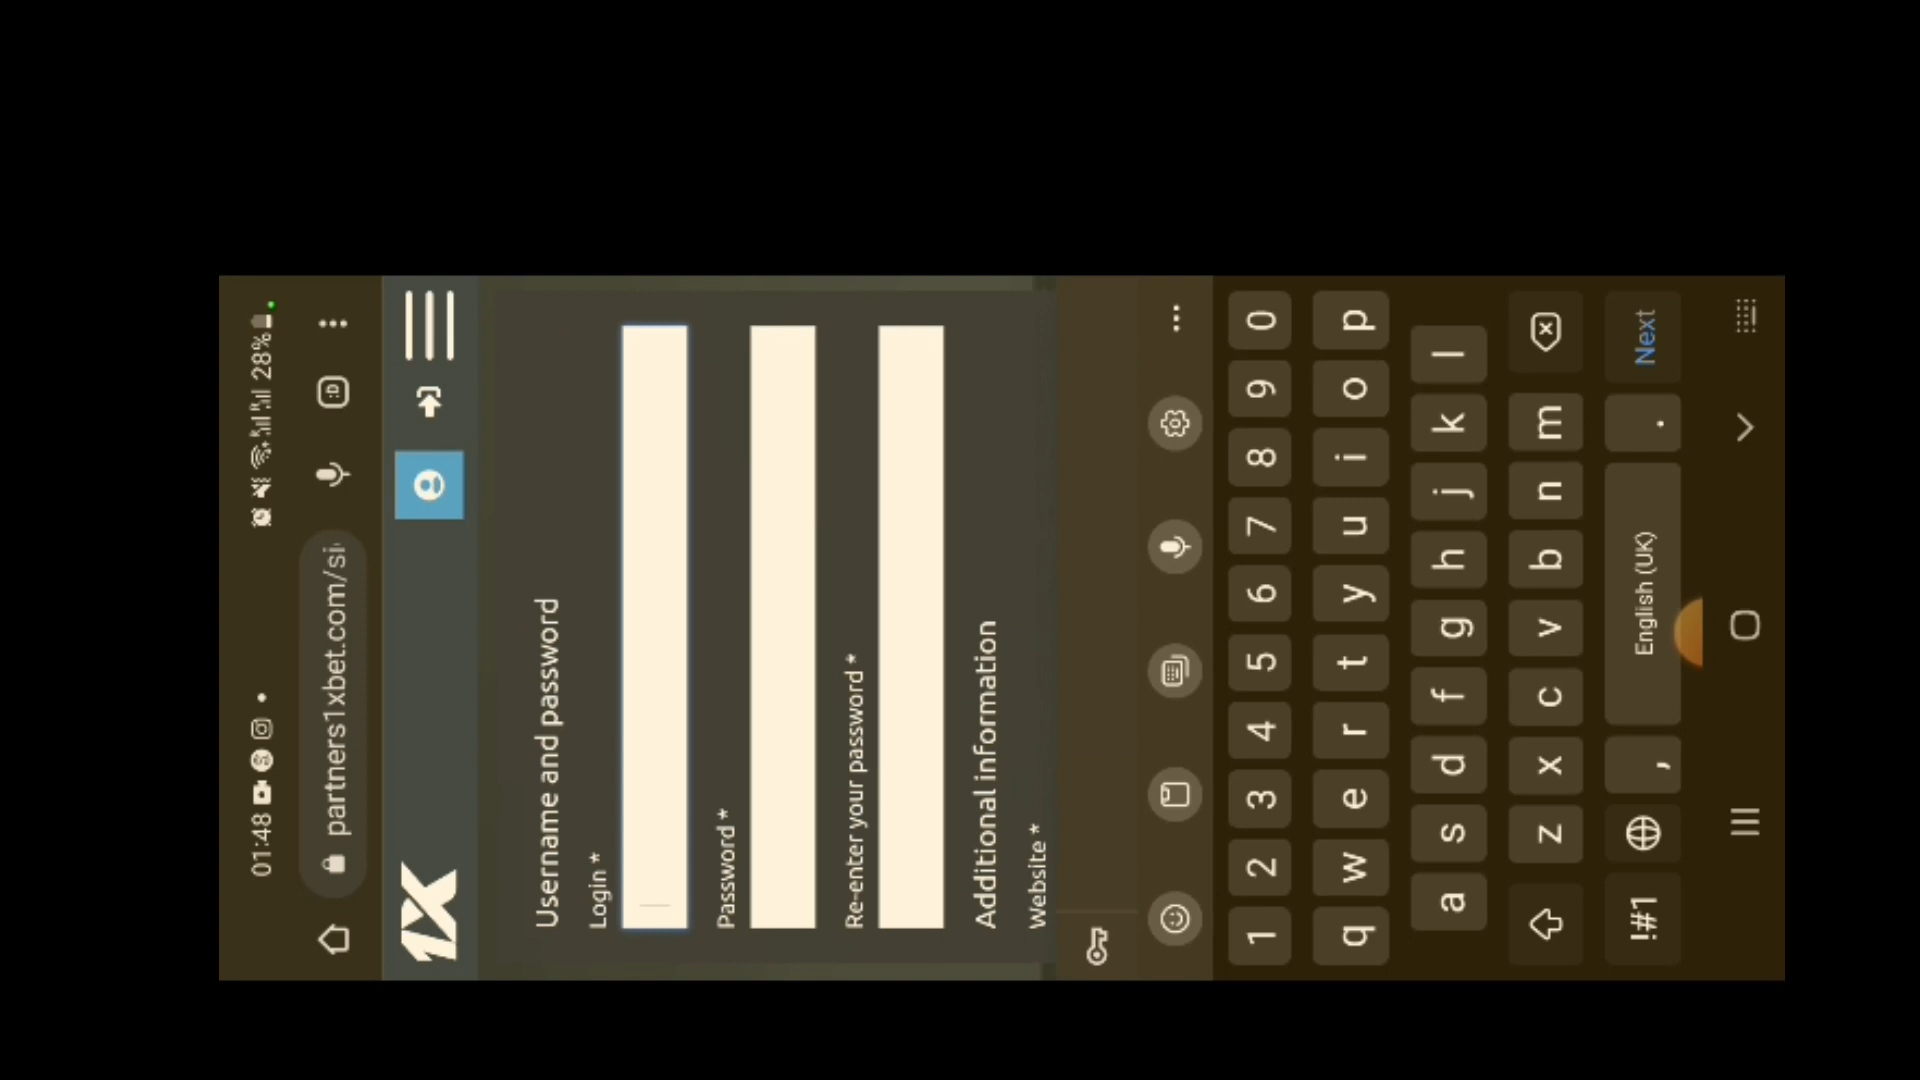 01:48
28%
partners1xbet.com/si
:D
1X
Username and password
Login *
Password *
Re-enter your password *
Additional information
Website *
1 2 3 4 5 6 7 8 9 0
q w e r t y u i o p
a s d f g h j k l
z x c v b n m
!#1 , English (UK) . Next